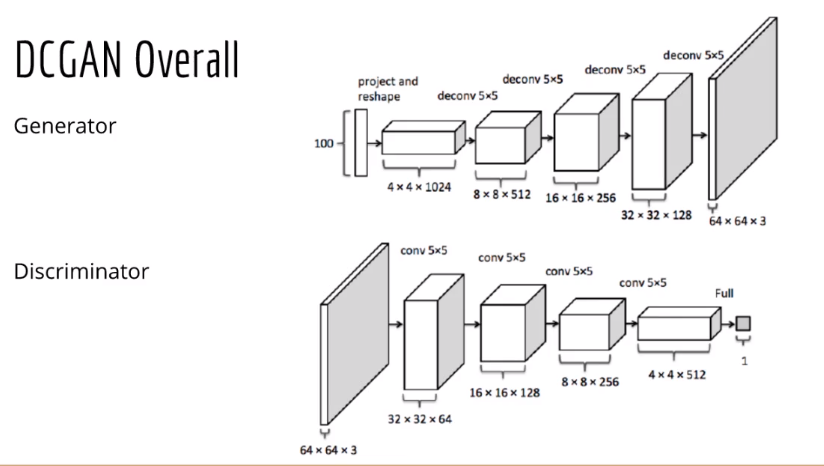 DCGAN Overall
Generator
project and
reshape
deconv 5×5
deconv 5×5
deconv 5×5
deconv 5×5
100
4 × 4 × 1024
8 × 8 × 512
16 × 16 × 256
32 × 32 × 128
64 × 64 × 3
Discriminator
conv 5×5
conv 5×5
conv 5×5
conv 5×5
Full
64 × 64 × 3
32 × 32 × 64
16 × 16 × 128
8 × 8 × 256
4 × 4 × 512
1